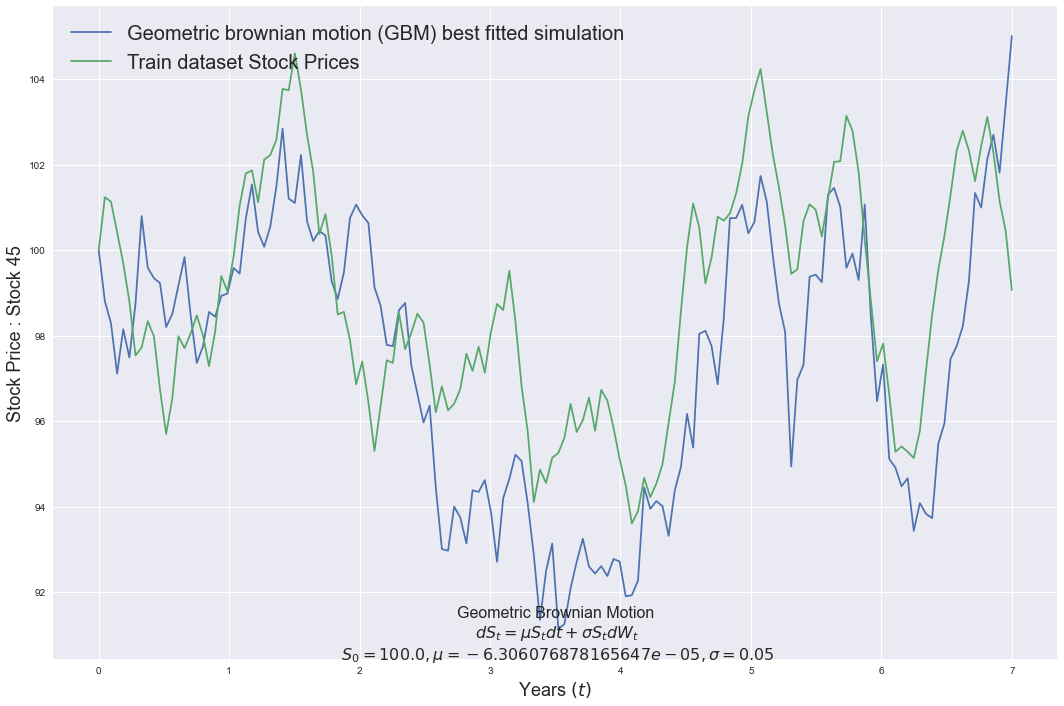 Geometric brownian motion (GBM) best fitted simulation
Train dataset Stock Prices
104
102
100
98
96
94
92
Stock Price : Stock 45
Geometric Brownian Motion
dS_t = μS_t dt + σS_t dW_t
S_0 = 100.0, μ = − 6.306076878165647e − 05, σ = 0.05
0 1 2 3 4 5 6 7
Years (t)